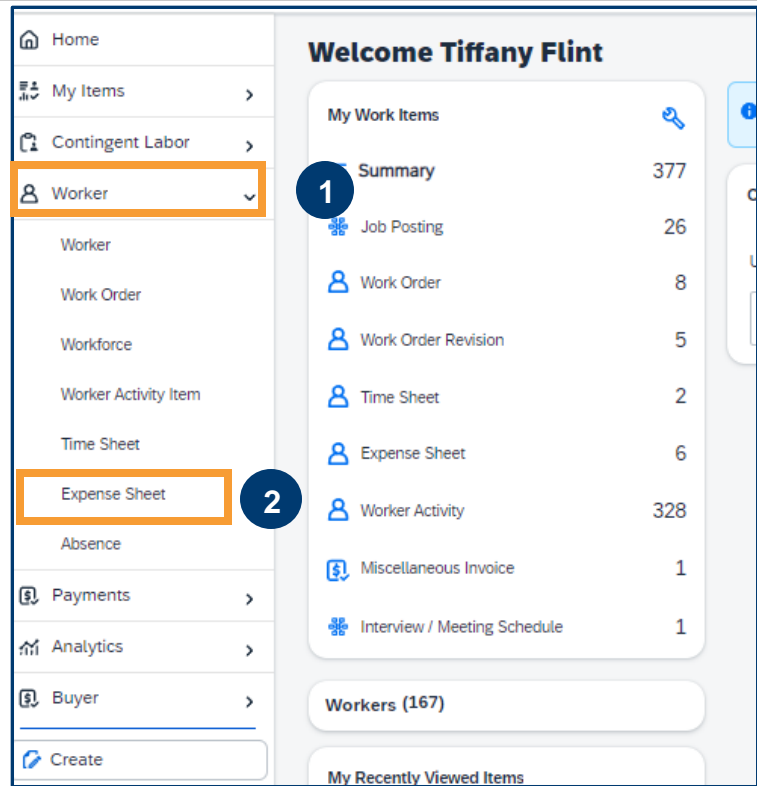 Home
My Items
Contingent Labor
Worker
1
Worker
Work Order
Workforce
Worker Activity Item
Time Sheet
Expense Sheet
2
Absence
Payments
Analytics
Buyer
Create
Welcome Tiffany Flint
My Work Items
Summary 377
Job Posting 26
Work Order 8
Work Order Revision 5
Time Sheet 2
Expense Sheet 6
Worker Activity 328
Miscellaneous Invoice 1
Interview / Meeting Schedule 1
Workers (167)
My Recently Viewed Items